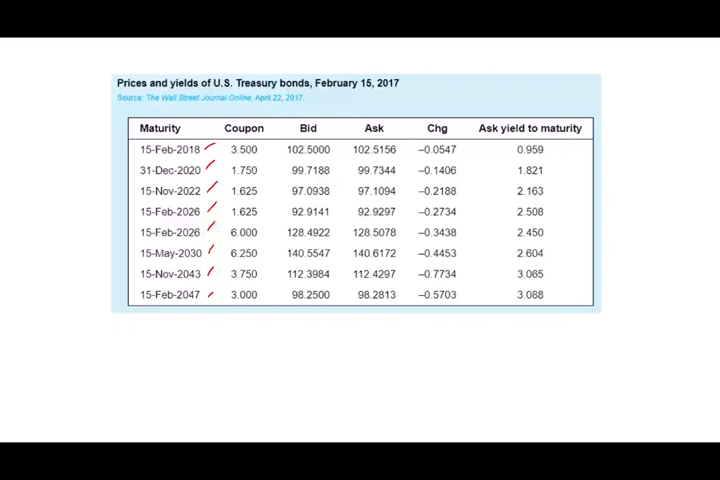 Prices and yields of U.S. Treasury bonds, February 15, 2017
Source: The Wall Street Journal Online, April 22, 2017.
Maturity Coupon Bid Ask Chg Ask yield to maturity
15-Feb-2018 3.500 102.5000 102.5156 –0.0547 0.959
31-Dec-2020 1.750 99.7188 99.7344 –0.1406 1.821
15-Nov-2022 1.625 97.0938 97.1094 –0.2188 2.163
15-Feb-2026 1.625 92.9141 92.9297 –0.2734 2.508
15-Feb-2026 6.000 128.4922 128.5078 –0.3438 2.450
15-May-2030 6.250 140.5547 140.6172 –0.4453 2.604
15-Nov-2043 3.750 112.3984 112.4297 –0.7734 3.065
15-Feb-2047 3.000 98.2500 98.2813 –0.5703 3.088